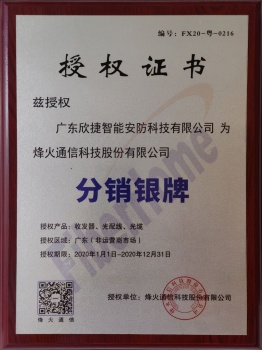 编号：FX20-粤-0216
授权证书
兹授权
广东欣捷智能安防科技有限公司 为
烽火通信科技股份有限公司
分销银牌
授权产品：收发器、光配线、光缆
授权区域：广东（非运营商市场）
授权期限：2020年1月1日-2020年12月31日
烽火通信
授权单位：烽火通信科技股份有限公司
FiberHome